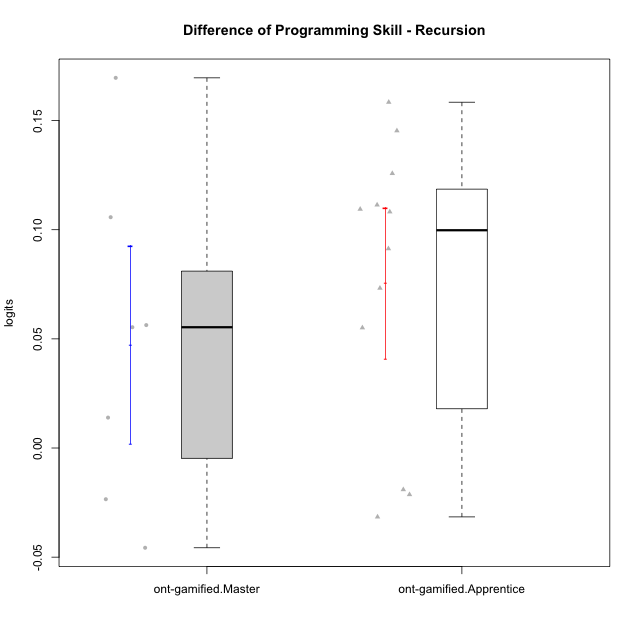 Difference of Programming Skill - Recursion
logits
0.15
0.10
0.05
0.00
-0.05
ont-gamified.Master
ont-gamified.Apprentice